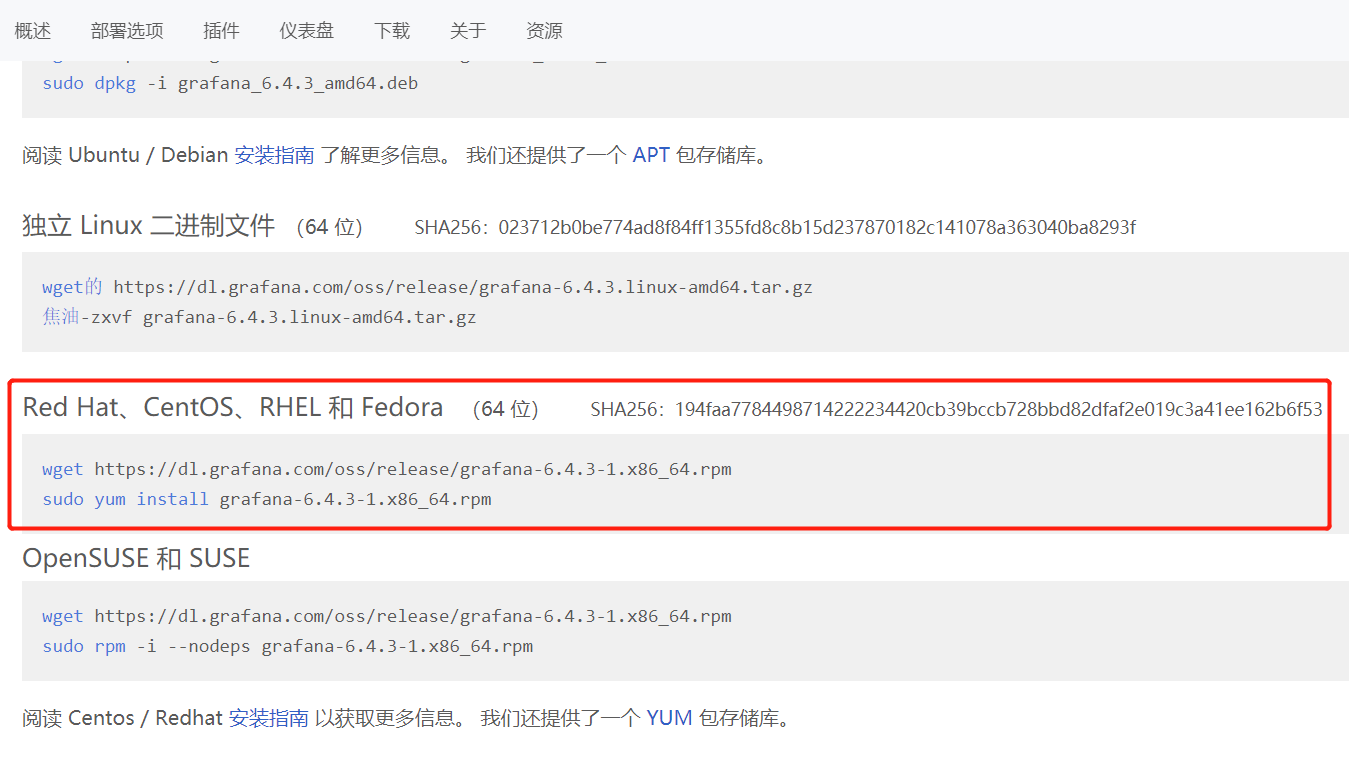 概述 部署选项 插件 仪表盘 下载 关于 资源
sudo dpkg -i grafana_6.4.3_amd64.deb
阅读 Ubuntu / Debian 安装指南 了解更多信息。 我们还提供了一个 APT 包存储库。
独立 Linux 二进制文件 (64 位) SHA256: 023712b0be774ad8f84ff1355fd8c8b15d237870182c141078a363040ba8293f
wget的 https://dl.grafana.com/oss/release/grafana-6.4.3.linux-amd64.tar.gz
焦油-zxvf grafana-6.4.3.linux-amd64.tar.gz
Red Hat、CentOS、RHEL 和 Fedora (64 位) SHA256: 194faa7784498714222234420cb39bccb728bbd82dfaf2e019c3a41ee162b6f53
wget https://dl.grafana.com/oss/release/grafana-6.4.3-1.x86_64.rpm
sudo yum install grafana-6.4.3-1.x86_64.rpm
OpenSUSE 和 SUSE
wget https://dl.grafana.com/oss/release/grafana-6.4.3-1.x86_64.rpm
sudo rpm -i --nodeps grafana-6.4.3-1.x86_64.rpm
阅读 Centos / Redhat 安装指南 以获取更多信息。 我们还提供了一个 YUM 包存储库。